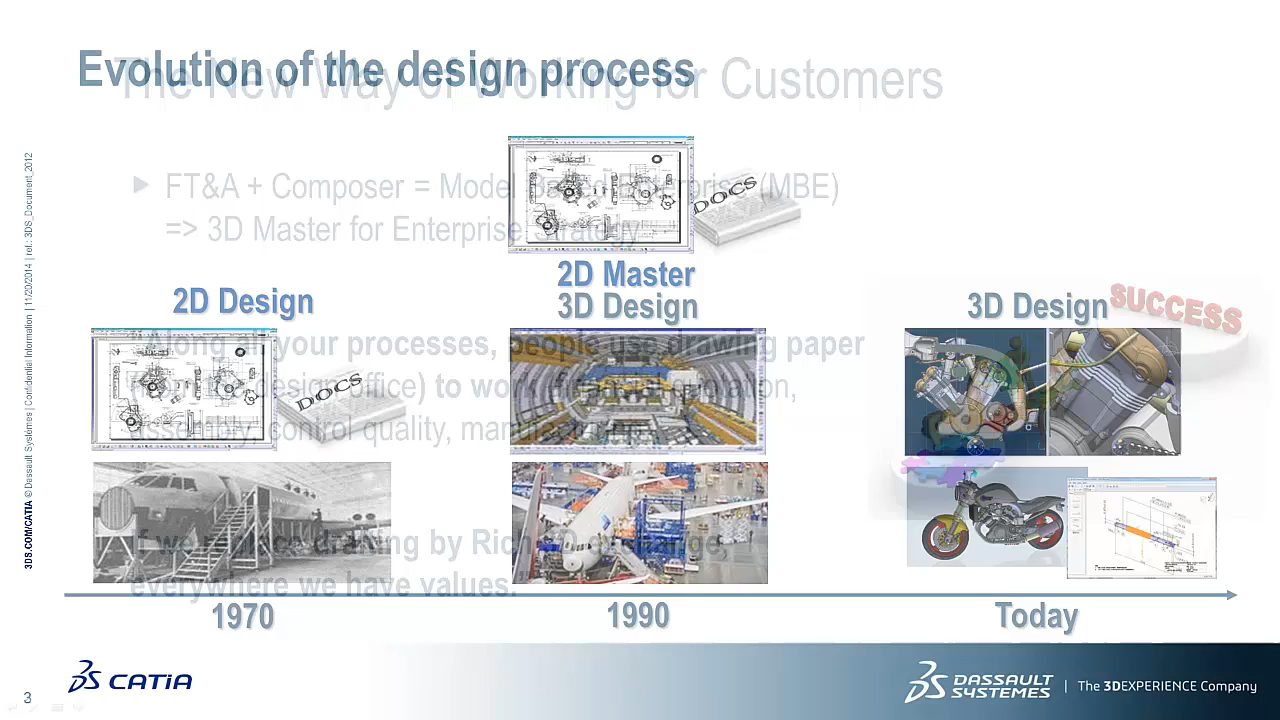 Evolution of the design process
The New Way of Working for Customers
FT&A + Composer = Model Based Enterprise (MBE)
=> 3D Master for Enterprise Strategy
DOCS
2D Master
3D Design
2D Design
3D Design
SUCCESS
Along all your processes, people use drawing paper
design office) to work
DOCS
assembly, control quality,
If we replace drawing by Rich
everywhere we have values.
1970
1990
Today
3DS.COM/CATIA © Dassault Systèmes | Confidential Information | 11/20/2014 | ref.: 3DS_Document_2012
3
CATIA
DASSAULT SYSTEMES | The 3DEXPERIENCE Company